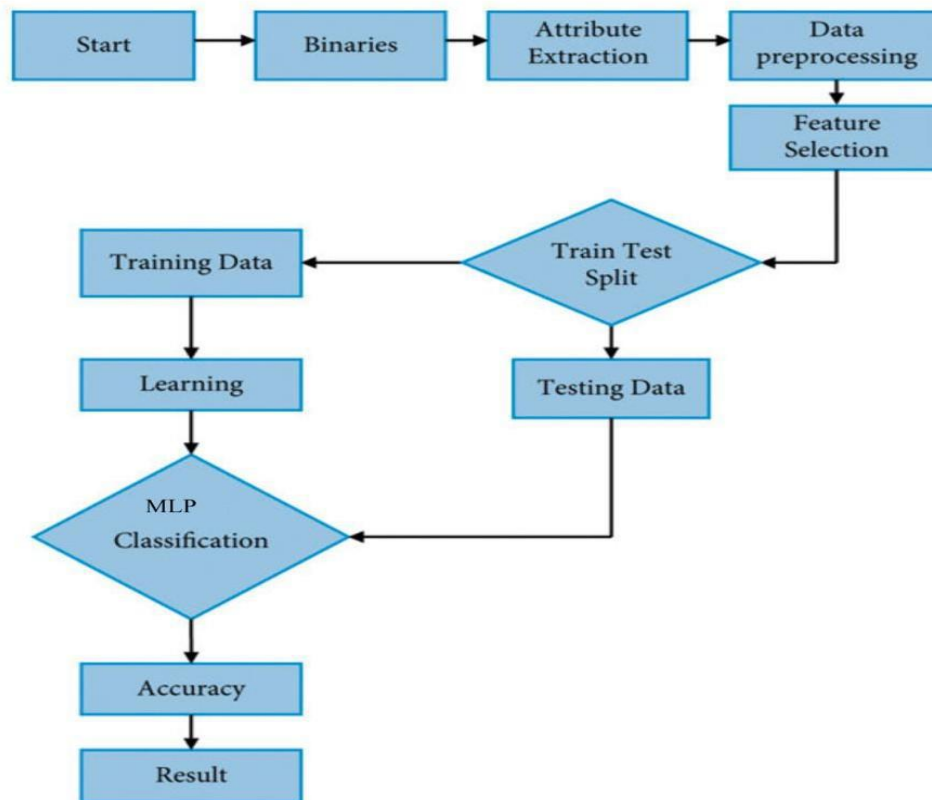 Start
Binaries
Attribute
Extraction
Data
preprocessing
Feature
Selection
Train Test
Split
Training Data
Learning
Testing Data
MLP
Classification
Accuracy
Result